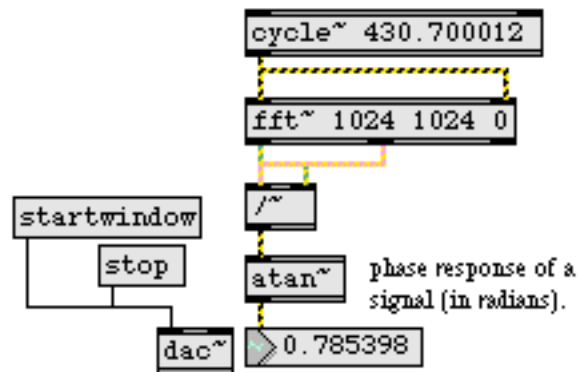 cycle~ 430.700012
fft~ 1024 1024 0
/~
startwindow
stop
atan~
phase response of a
signal (in radians).
dac~
0.785398